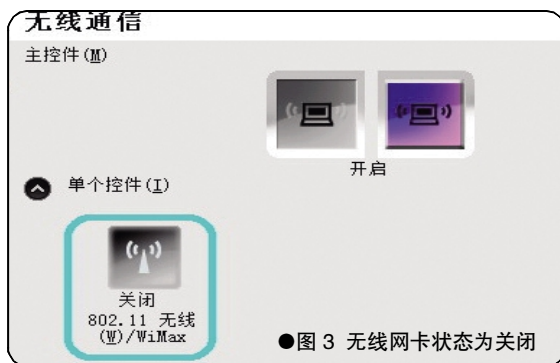 无线通信
主控件(M)
开启
单个控件(I)
关闭
802.11 无线
(W)/WiMax
●图 3 无线网卡状态为关闭